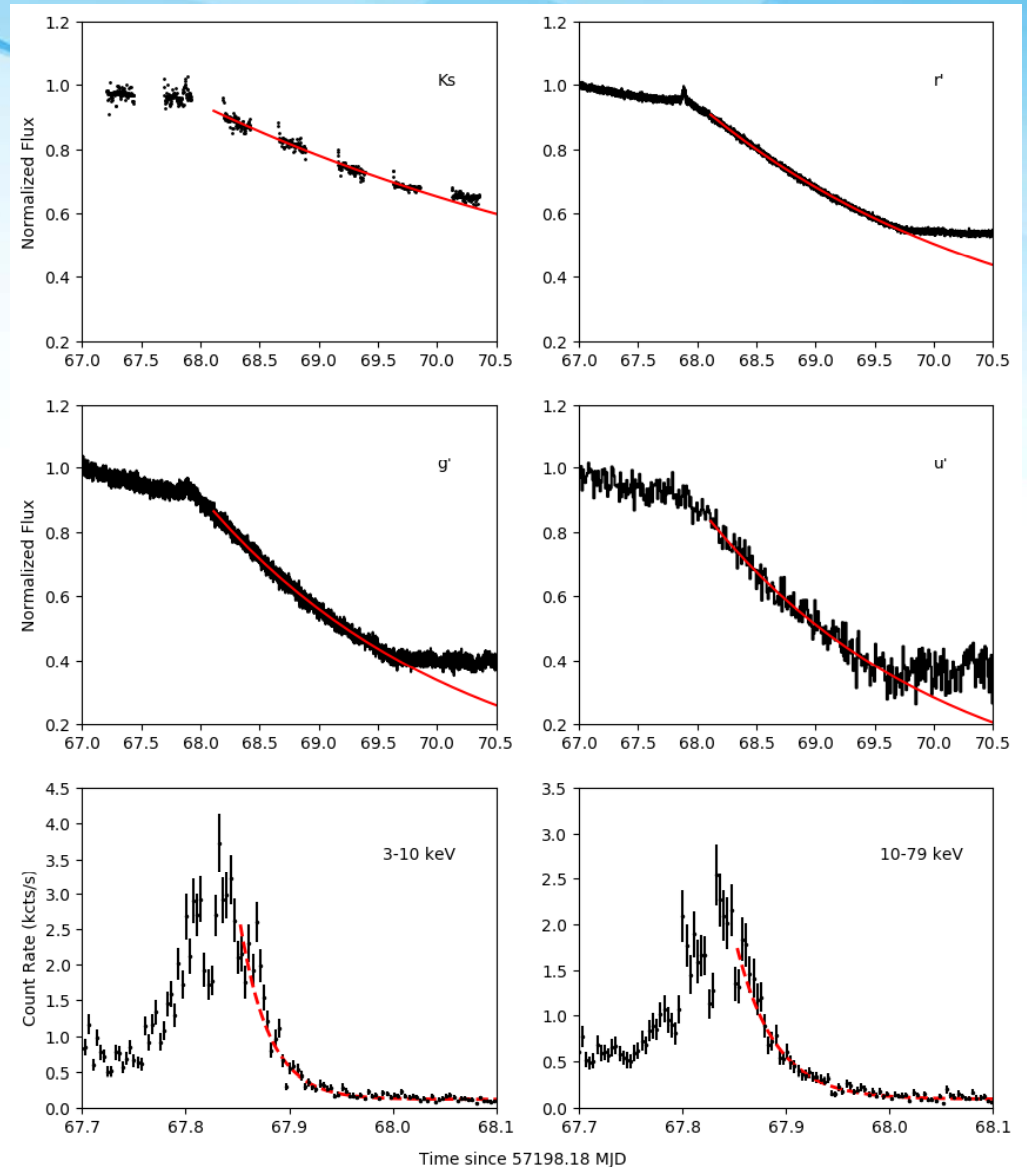 Ks
r'
Normalized Flux
1.2
1.0
0.8
0.6
0.4
0.2
67.0 67.5 68.0 68.5 69.0 69.5 70.0 70.5
1.2
1.0
0.8
0.6
0.4
0.2
67.0 67.5 68.0 68.5 69.0 69.5 70.0 70.5
g'
u'
Normalized Flux
1.2
1.0
0.8
0.6
0.4
0.2
67.0 67.5 68.0 68.5 69.0 69.5 70.0 70.5
1.2
1.0
0.8
0.6
0.4
0.2
67.0 67.5 68.0 68.5 69.0 69.5 70.0 70.5
3-10 keV
10-79 keV
Count Rate (kcts/s)
4.5
4.0
3.5
3.0
2.5
2.0
1.5
1.0
0.5
0.0
67.7 67.8 67.9 68.0 68.1
3.5
3.0
2.5
2.0
1.5
1.0
0.5
0.0
67.7 67.8 67.9 68.0 68.1
Time since 57198.18 MJD